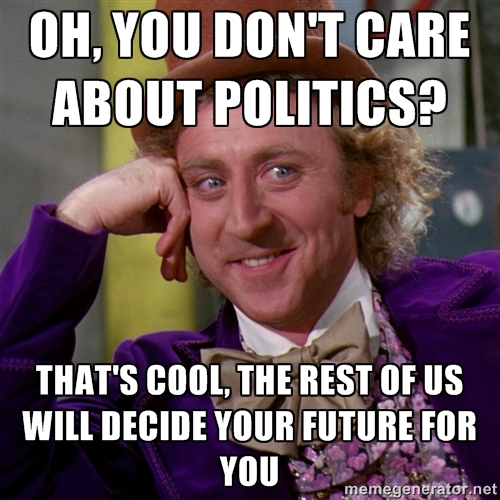 OH, YOU DON'T CARE
ABOUT POLITICS?
THAT'S COOL, THE REST OF US
WILL DECIDE YOUR FUTURE FOR
YOU
memegenerator.net